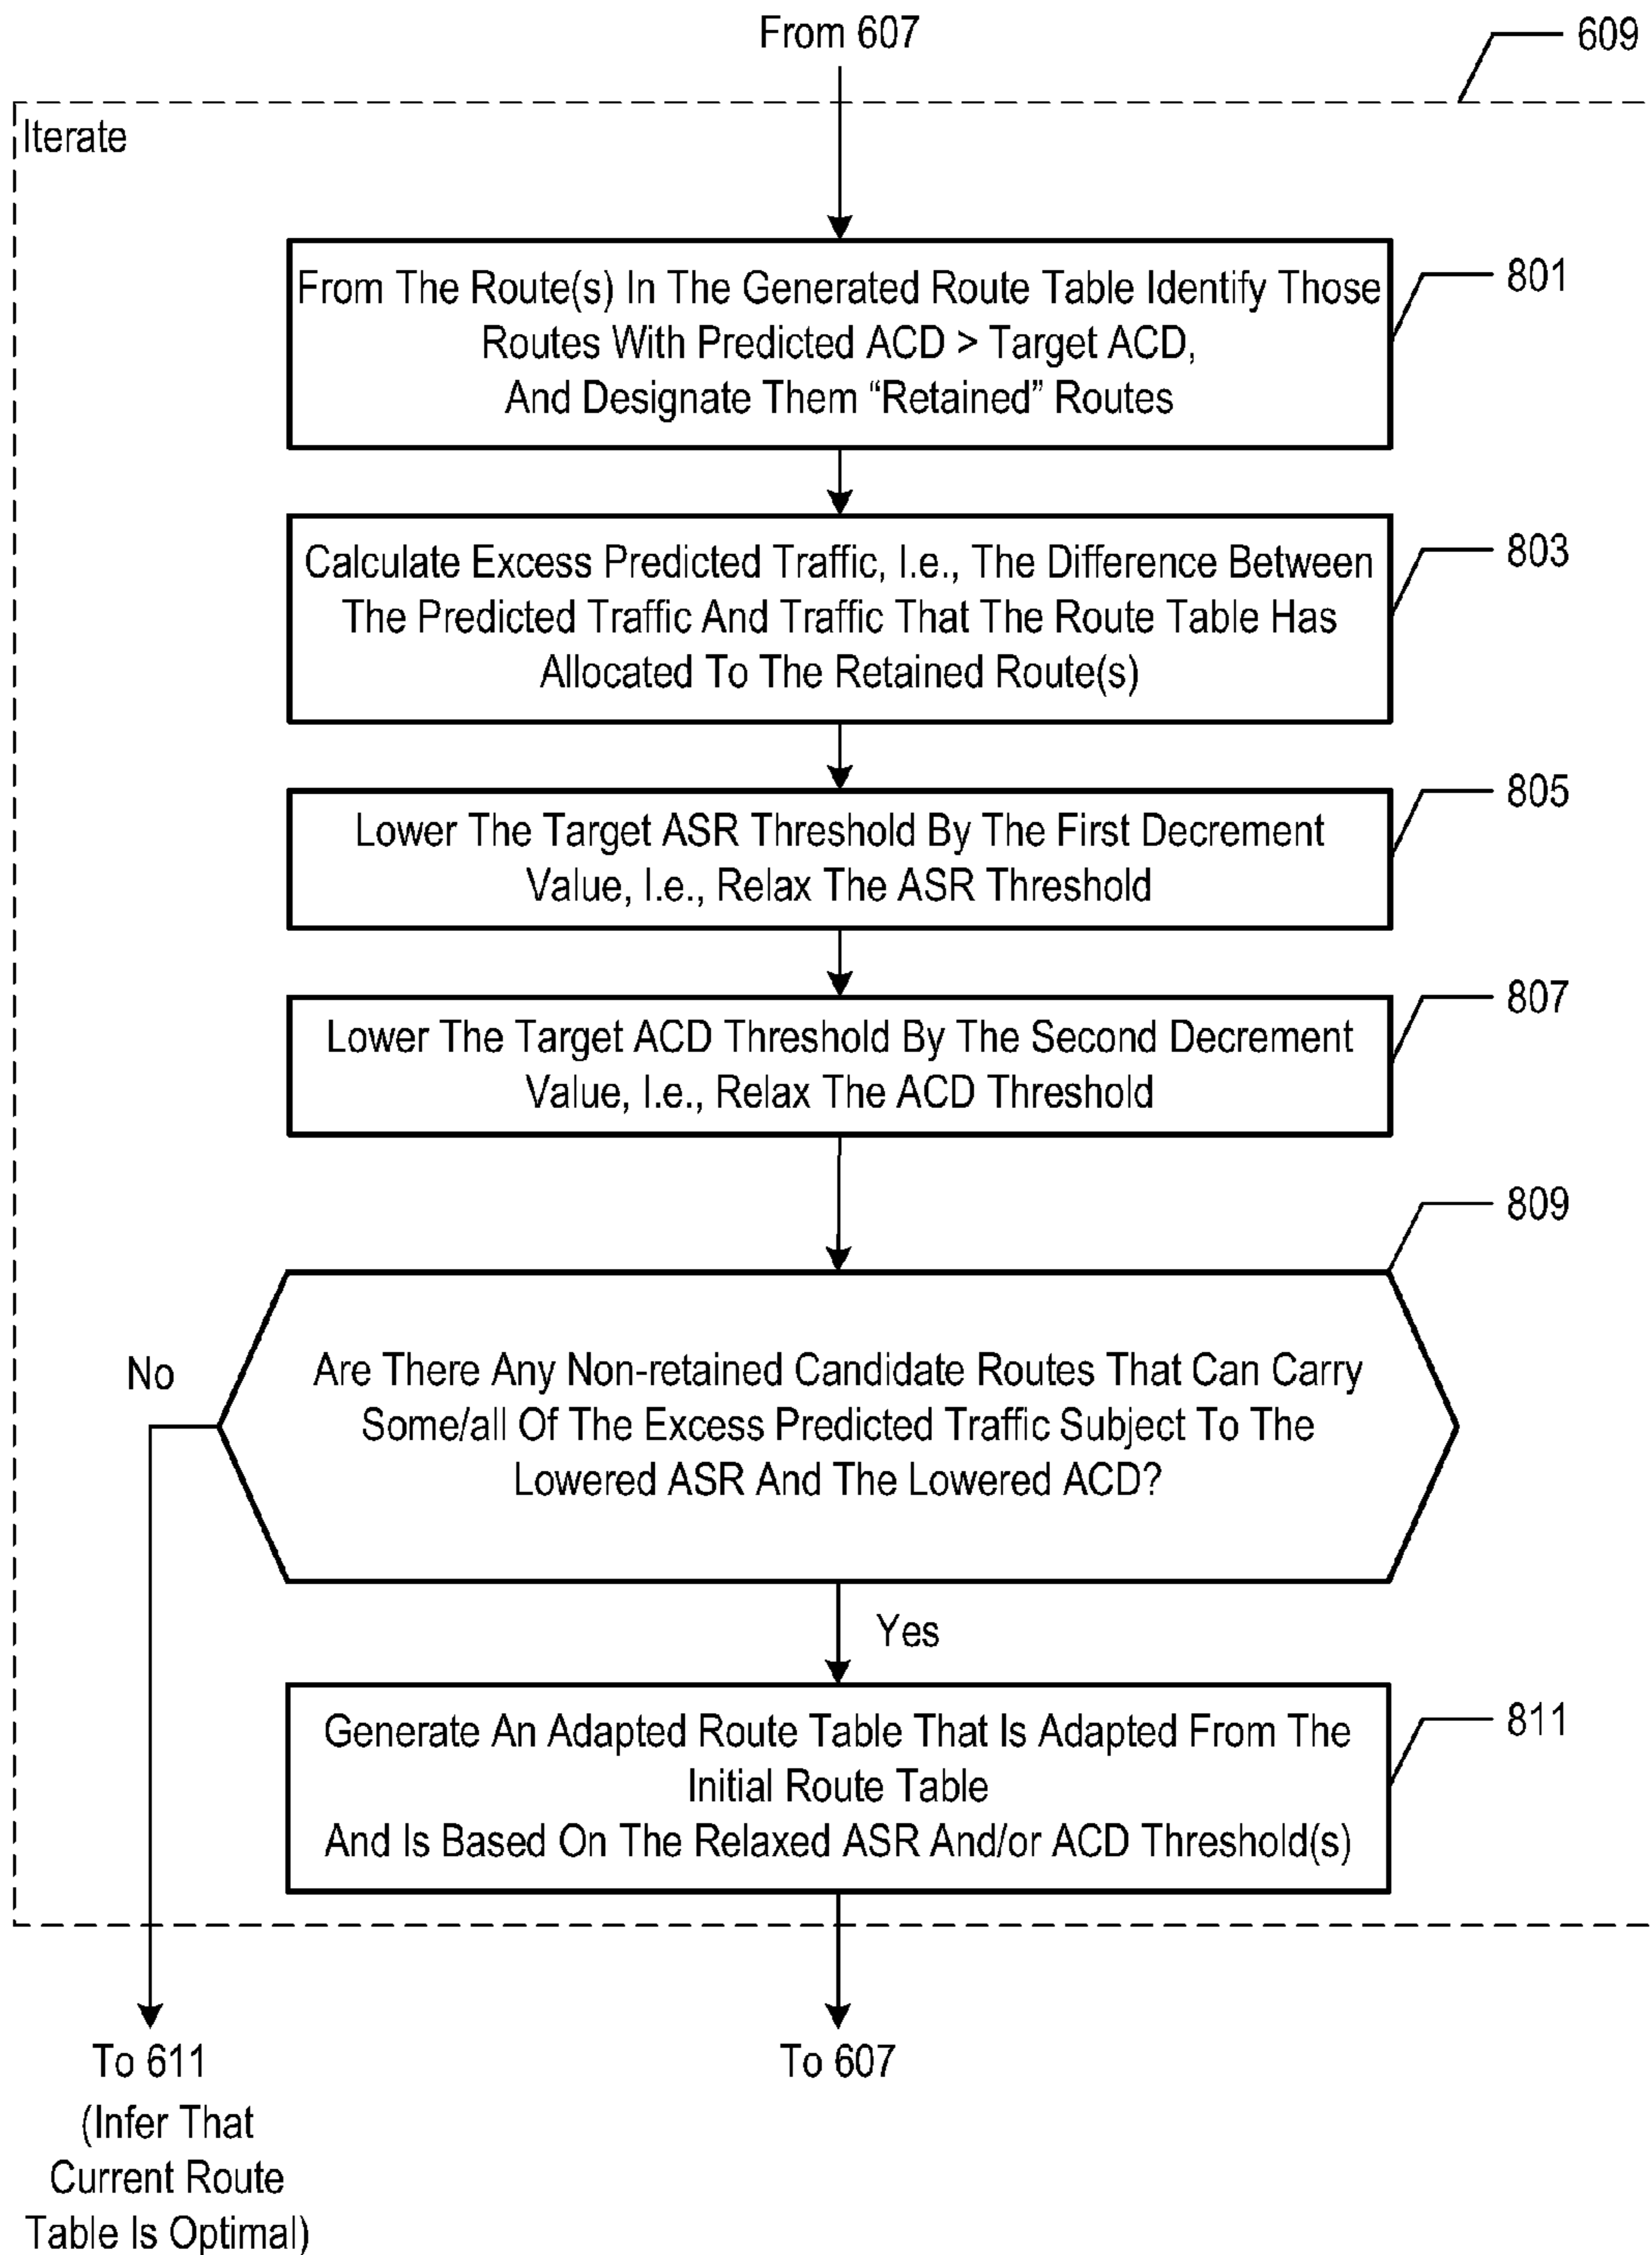 From 607
609
Iterate
From The Route(s) In The Generated Route Table Identify Those
Routes With Predicted ACD > Target ACD,
And Designate Them “Retained” Routes
801
Calculate Excess Predicted Traffic, I.e., The Difference Between
The Predicted Traffic And Traffic That The Route Table Has
Allocated To The Retained Route(s)
803
Lower The Target ASR Threshold By The First Decrement
Value, I.e., Relax The ASR Threshold
805
Lower The Target ACD Threshold By The Second Decrement
Value, I.e., Relax The ACD Threshold
807
809
Are There Any Non-retained Candidate Routes That Can Carry
Some/all Of The Excess Predicted Traffic Subject To The
Lowered ASR And The Lowered ACD?
No
Yes
Generate An Adapted Route Table That Is Adapted From The
Initial Route Table
And Is Based On The Relaxed ASR And/or ACD Threshold(s)
811
To 611
(Infer That
Current Route
Table Is Optimal)
To 607